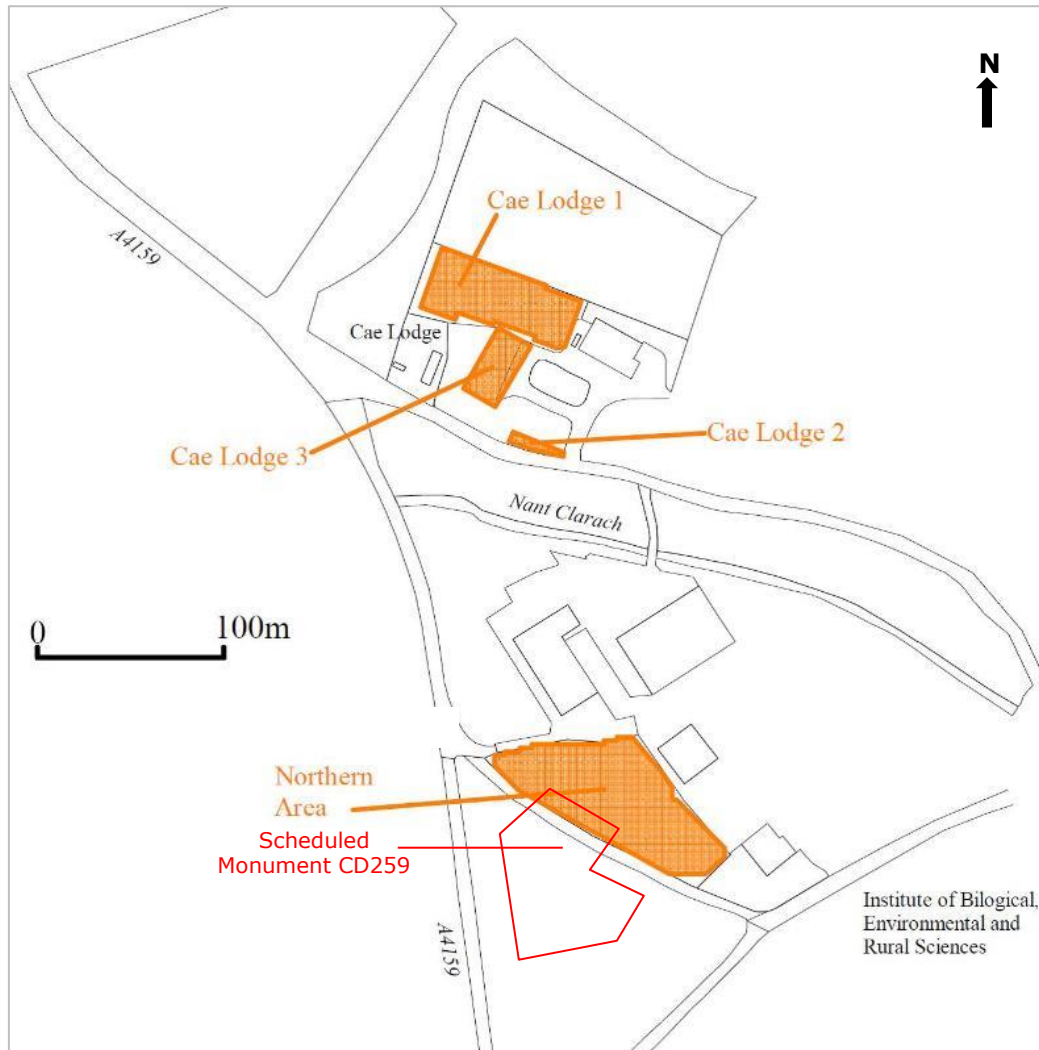 N
Cae Lodge 1
A4159
Cae Lodge
Cae Lodge 2
Cae Lodge 3
Nant Clarach
0 100m
Northern
Area
Scheduled
Monument CD259
Institute of Bilogical,
Environmental and
Rural Sciences
A4159